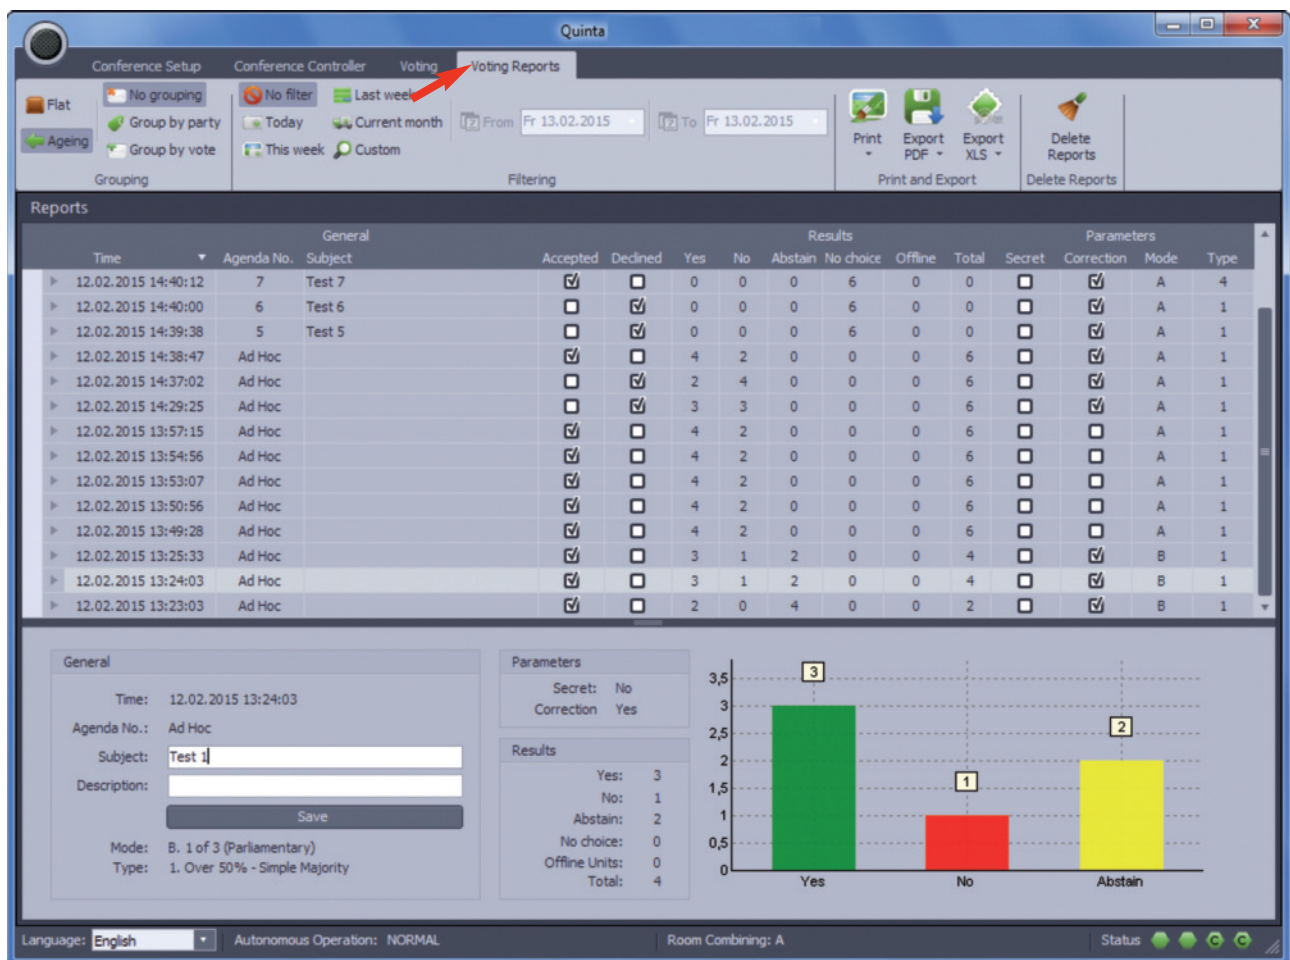 Quinta
Conference Setup Conference Controller Voting Voting Reports
Flat No grouping No filter Last week
Group by party Today Current month 7 From Fr 13.02.2015 7 To Fr 13.02.2015 Print Export PDF Export XLS Delete Reports
Ageing Group by vote This week Custom
Grouping Filtering Print and Export Delete Reports
Reports
General Results Parameters
Time Agenda No. Subject Accepted Declined Yes No Abstain No choice Offline Total Secret Correction Mode Type
12.02.2015 14:40:12 7 Test 7 0 0 0 6 0 0 A 4
12.02.2015 14:40:00 6 Test 6 0 0 0 6 0 0 A 1
12.02.2015 14:39:38 5 Test 5 0 0 0 6 0 0 A 1
12.02.2015 14:38:47 Ad Hoc 4 2 0 0 0 6 A 1
12.02.2015 14:37:02 Ad Hoc 2 4 0 0 0 6 A 1
12.02.2015 14:29:25 Ad Hoc 3 3 0 0 0 6 A 1
12.02.2015 13:57:15 Ad Hoc 4 2 0 0 0 6 A 1
12.02.2015 13:54:56 Ad Hoc 4 2 0 0 0 6 A 1
12.02.2015 13:53:07 Ad Hoc 4 2 0 0 0 6 A 1
12.02.2015 13:50:56 Ad Hoc 4 2 0 0 0 6 A 1
12.02.2015 13:49:28 Ad Hoc 4 2 0 0 0 6 A 1
12.02.2015 13:25:33 Ad Hoc 3 1 2 0 0 4 B 1
12.02.2015 13:24:03 Ad Hoc 3 1 2 0 0 4 B 1
12.02.2015 13:23:03 Ad Hoc 2 0 4 0 0 2 B 1
General
Time: 12.02.2015 13:24:03
Agenda No.: Ad Hoc
Subject: Test 1
Description:
Save
Mode: B. 1 of 3 (Parliamentary)
Type: 1. Over 50% - Simple Majority
Parameters
Secret: No
Correction Yes
Results
Yes: 3
No: 1
Abstain: 2
No choice: 0
Offline Units: 0
Total: 4
3,5
3
2,5
2
1,5
1
0,5
0
3
1
2
Yes No Abstain
Language: English Autonomous Operation: NORMAL Room Combining: A Status C C